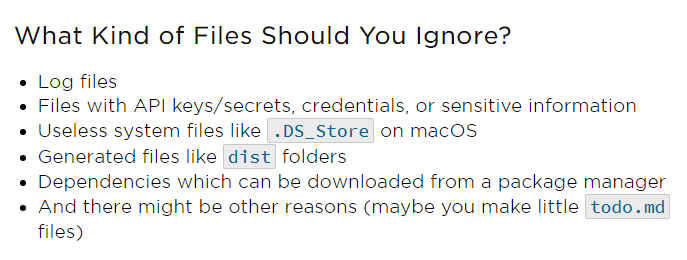 What Kind of Files Should You Ignore?
• Log files
• Files with API keys/secrets, credentials, or sensitive information
• Useless system files like .DS_Store on macOS
• Generated files like dist folders
• Dependencies which can be downloaded from a package manager
• And there might be other reasons (maybe you make little todo.md
files)